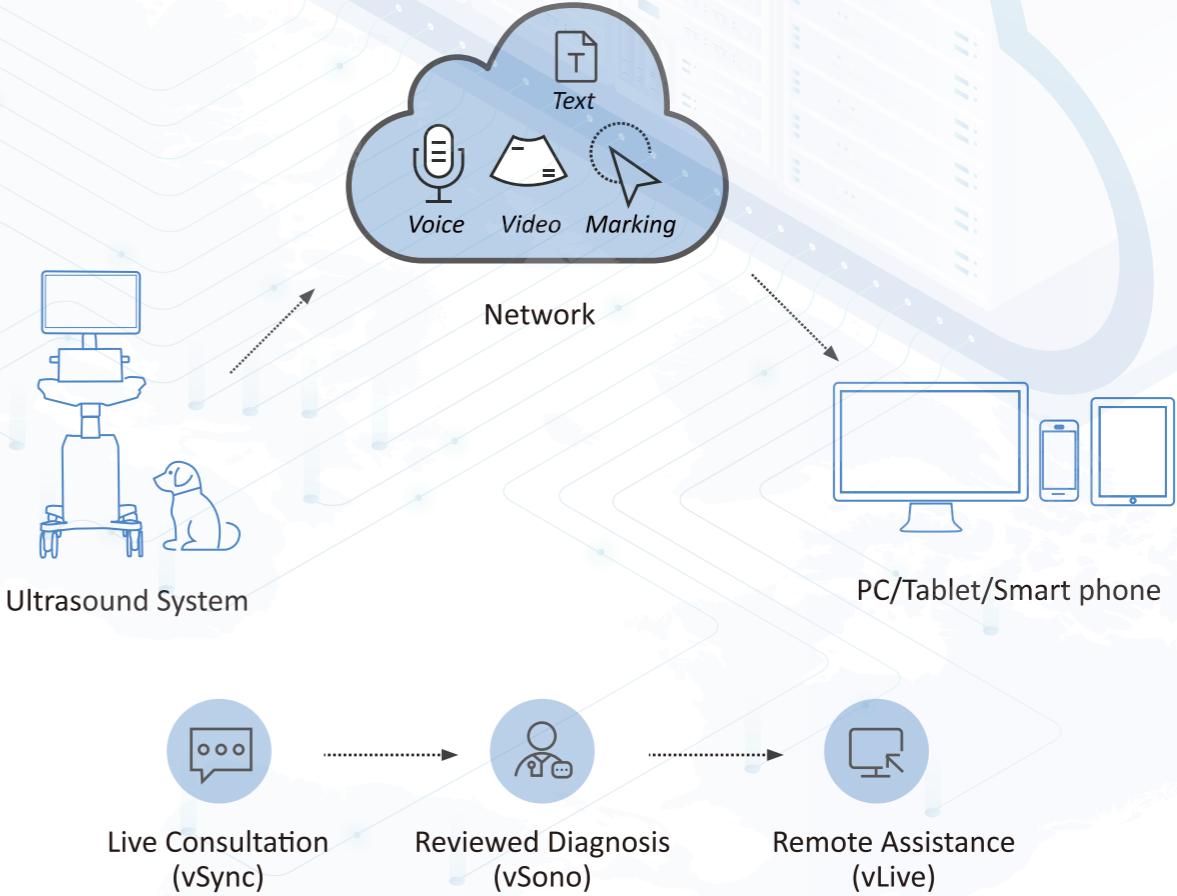 Text
Voice
Video
Marking
Network
Ultrasound System
PC/Tablet/Smart phone
Live Consultation
(vSync)
Reviewed Diagnosis
(vSono)
Remote Assistance
(vLive)